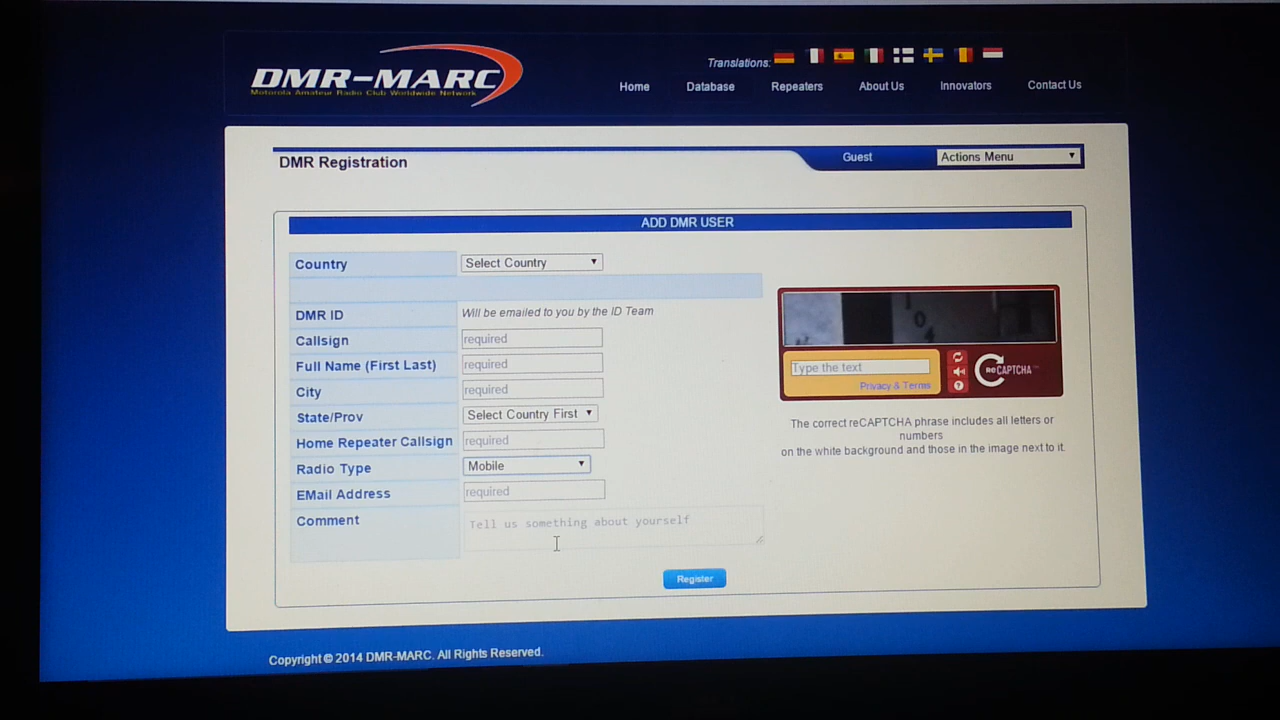 DMR-MARC
Motorola Amateur Radio Club Worldwide Network
Translations:
Home Database Repeaters About Us Innovators Contact Us
DMR Registration
Guest
Actions Menu
ADD DMR USER
Country Select Country
DMR ID Will be emailed to you by the ID Team
Callsign required
Full Name (First Last) required
City required
State/Prov Select Country First
Home Repeater Callsign required
Radio Type Mobile
EMail Address required
Comment Tell us something about yourself
104
Type the text
Privacy & Terms
reCAPTCHA™
The correct reCAPTCHA phrase includes all letters or
numbers
on the white background and those in the image next to it.
Register
Copyright © 2014 DMR-MARC. All Rights Reserved.